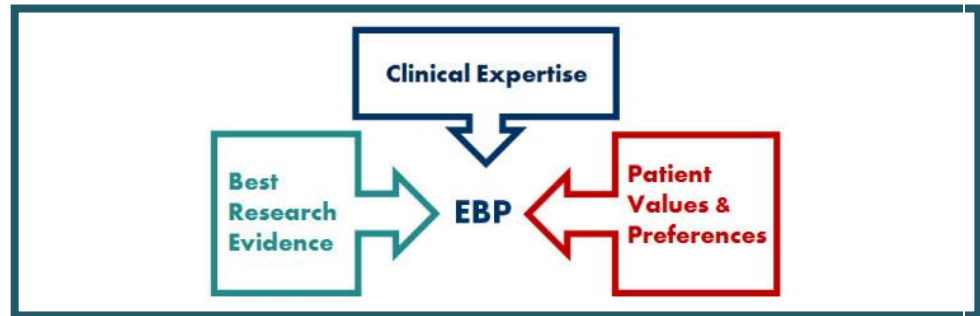 Clinical Expertise
Best
Research
Evidence
EBP
Patient
Values &
Preferences